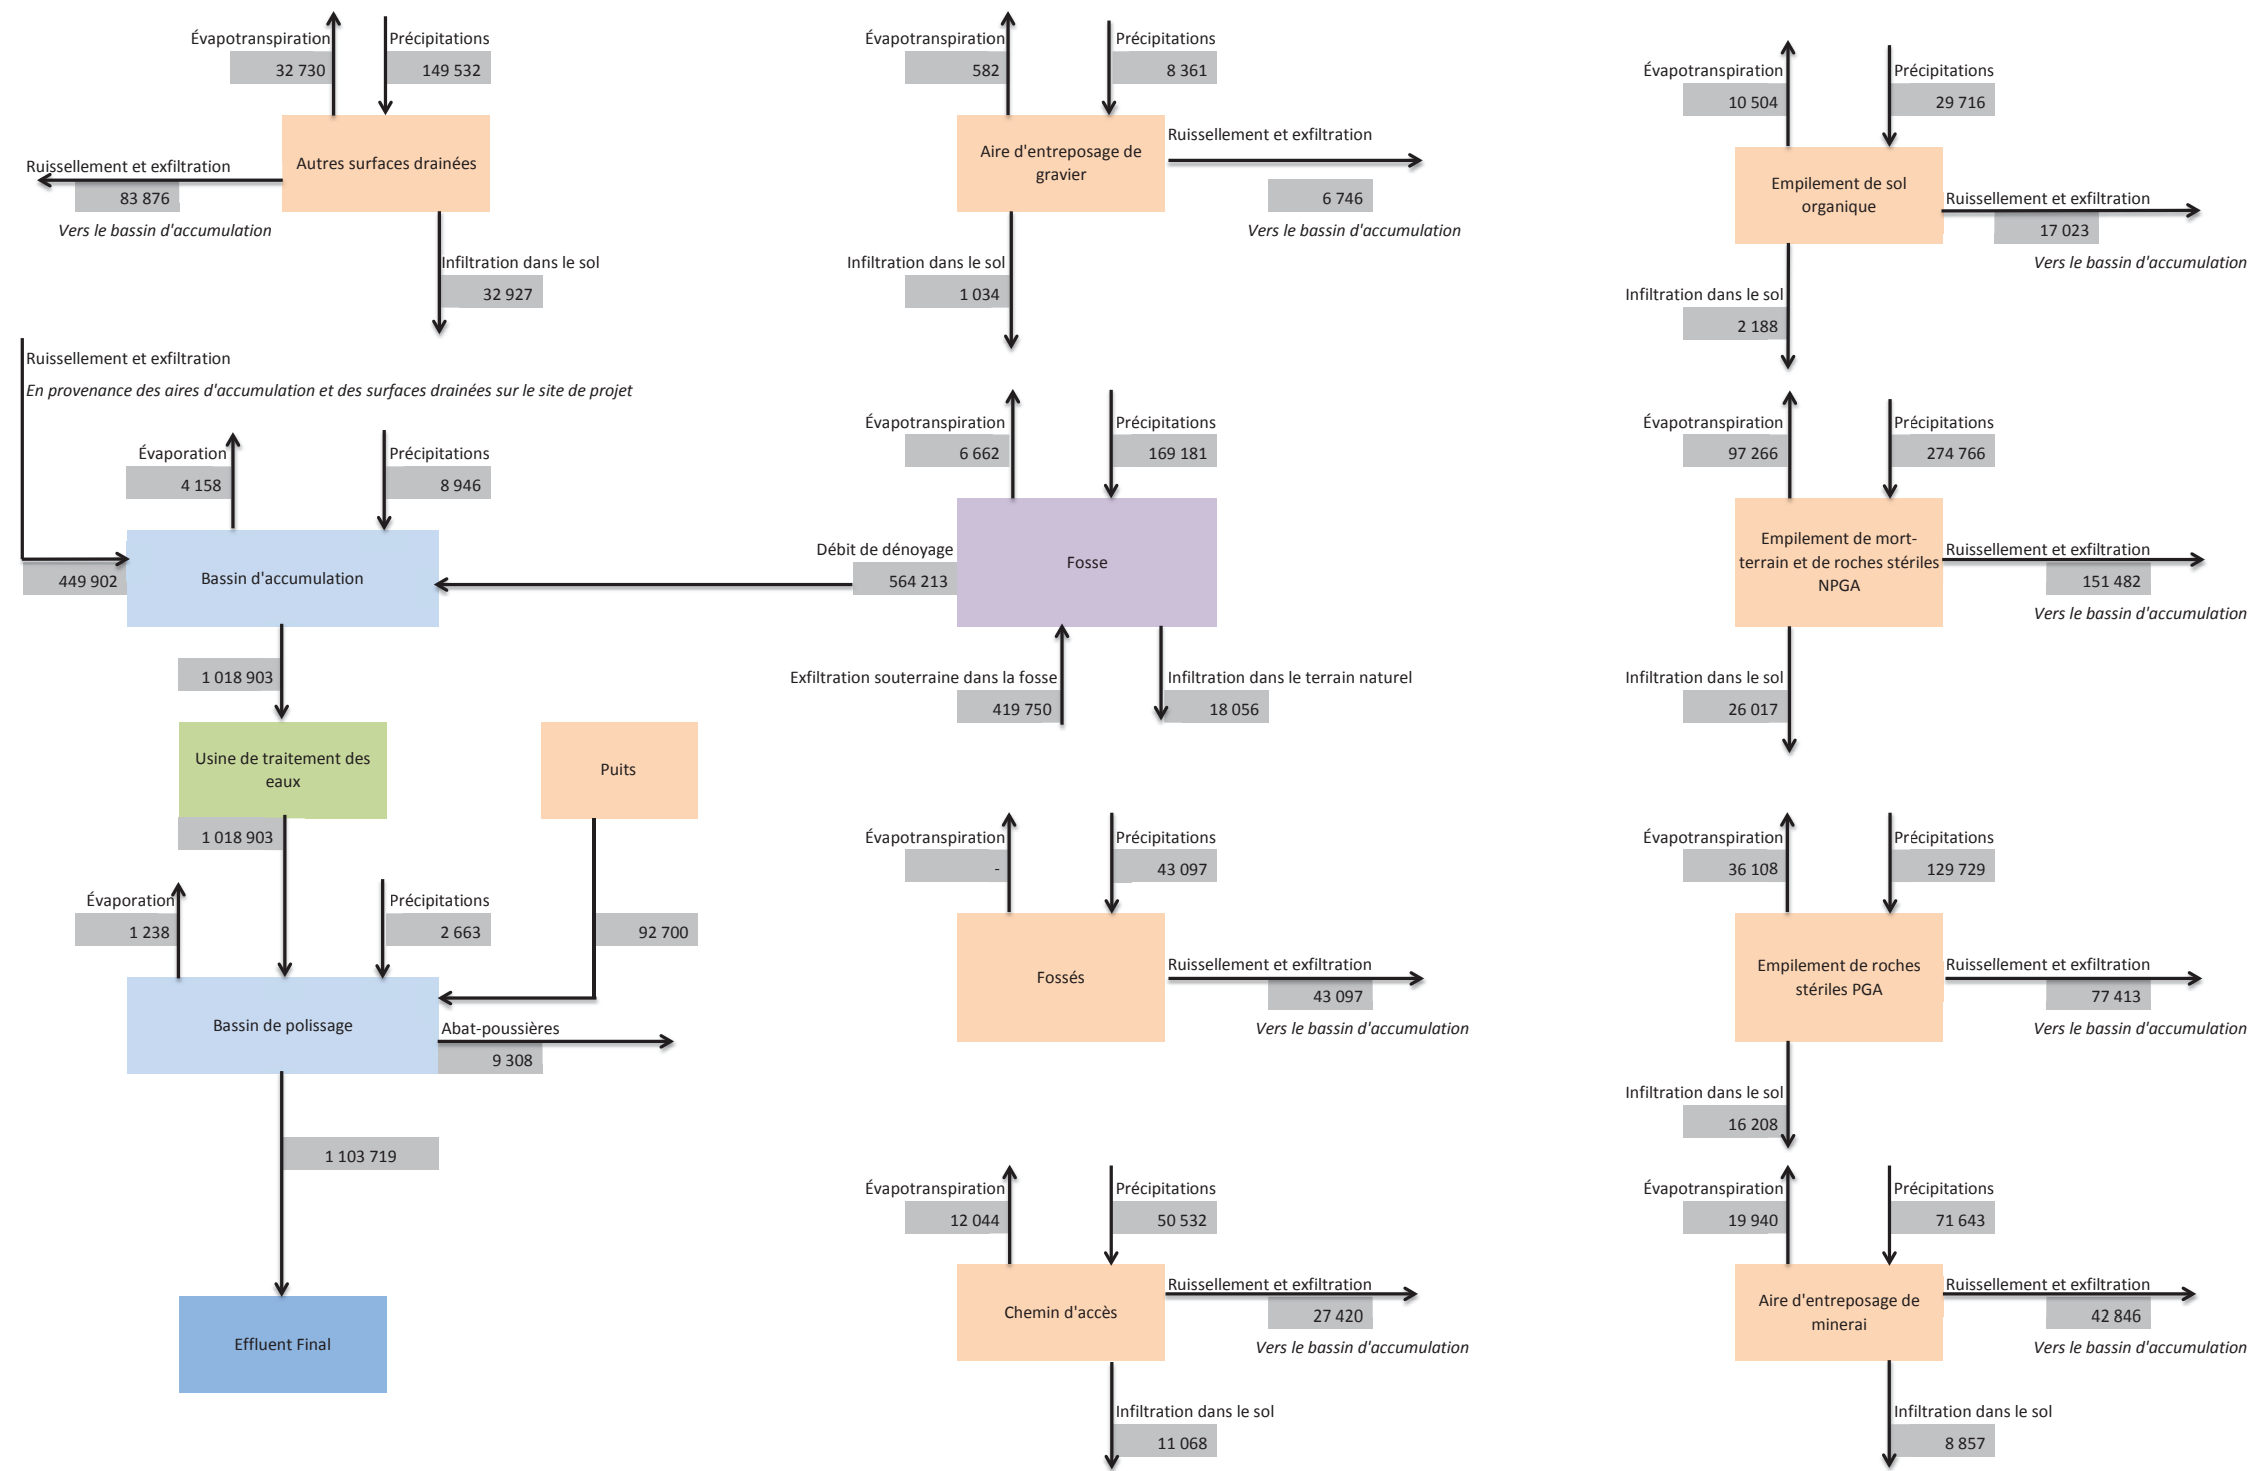 Évapotranspiration
32 730
Précipitations
149 532
Autres surfaces drainées
Ruissellement et exfiltration
83 876
Vers le bassin d'accumulation
Infiltration dans le sol
32 927
Ruissellement et exfiltration
En provenance des aires d'accumulation et des surfaces drainées sur le site de projet
449 902
Évaporation
4 158
Précipitations
8 946
Bassin d'accumulation
1 018 903
Usine de traitement des
eaux
1 018 903
Puits
92 700
Évaporation
1 238
Précipitations
2 663
Bassin de polissage
Abat-poussières
9 308
1 103 719
Effluent Final
Évapotranspiration
582
Précipitations
8 361
Aire d'entreposage de
gravier
Ruissellement et exfiltration
6 746
Vers le bassin d'accumulation
Infiltration dans le sol
1 034
Évapotranspiration
6 662
Précipitations
169 181
Débit de dénoyage
564 213
Fosse
Exfiltration souterraine dans la fosse
419 750
Infiltration dans le terrain naturel
18 056
Évapotranspiration
-
Précipitations
43 097
Fossés
Ruissellement et exfiltration
43 097
Vers le bassin d'accumulation
Évapotranspiration
12 044
Précipitations
50 532
Chemin d'accès
Ruissellement et exfiltration
27 420
Vers le bassin d'accumulation
Infiltration dans le sol
11 068
Évapotranspiration
10 504
Précipitations
29 716
Empilement de sol
organique
Ruissellement et exfiltration
17 023
Vers le bassin d'accumulation
Infiltration dans le sol
2 188
Évapotranspiration
97 266
Précipitations
274 766
Empilement de mort-
terrain et de roches stériles
NPGA
Ruissellement et exfiltration
151 482
Vers le bassin d'accumulation
Infiltration dans le sol
26 017
Évapotranspiration
36 108
Précipitations
129 729
Empilement de roches
stériles PGA
Ruissellement et exfiltration
77 413
Vers le bassin d'accumulation
Infiltration dans le sol
16 208
Évapotranspiration
19 940
Précipitations
71 643
Aire d'entreposage de
minerai
Ruissellement et exfiltration
42 846
Vers le bassin d'accumulation
Infiltration dans le sol
8 857